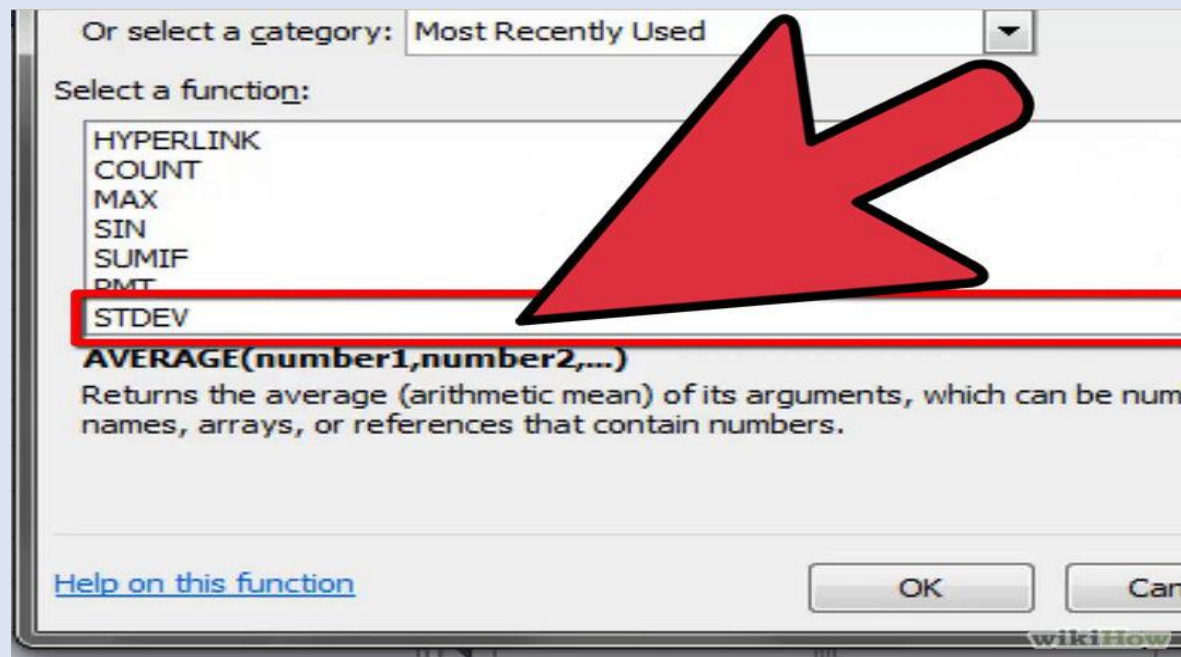 Or select a category: Most Recently Used
Select a function:
HYPERLINK
COUNT
MAX
SIN
SUMIF
PMT
STDEV
AVERAGE(number1,number2,...)
Returns the average (arithmetic mean) of its arguments, which can be num
names, arrays, or references that contain numbers.
Help on this function
OK Can
wikiHow